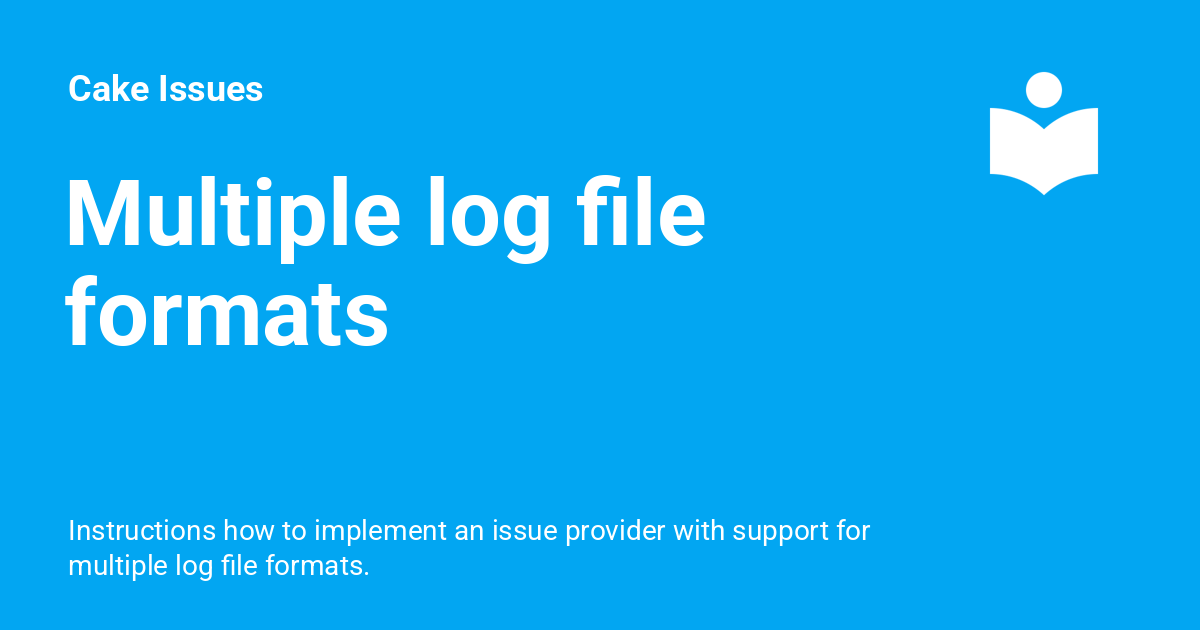 Cake Issues
Multiple log file
formats
Instructions how to implement an issue provider with support for
multiple log file formats.